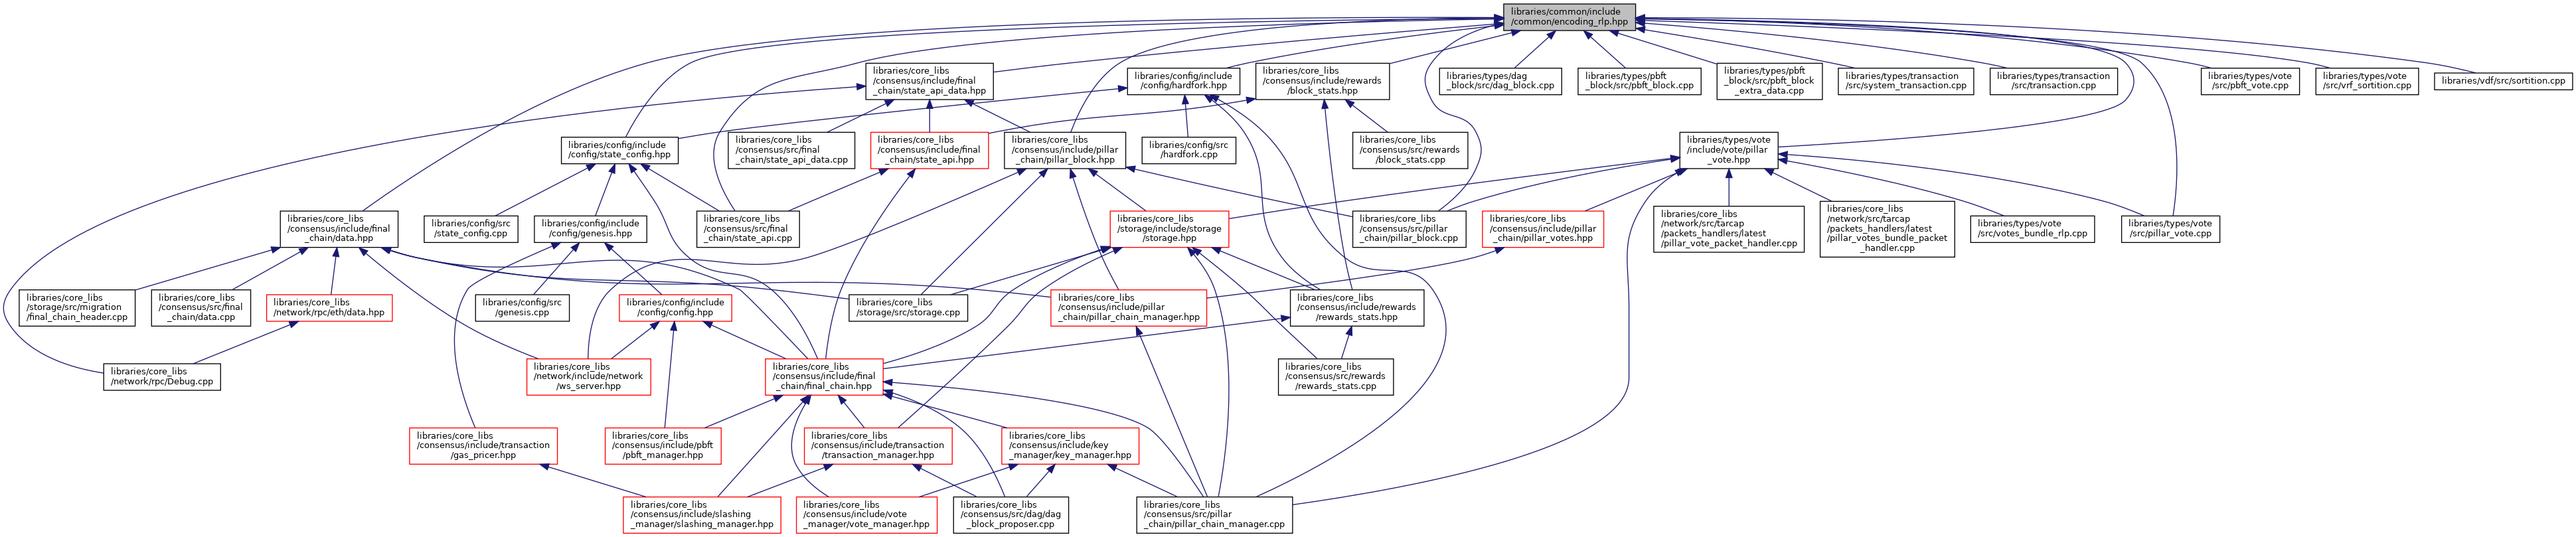 libraries/common/include
/common/encoding_rlp.hpp
libraries/core_libs
/consensus/include/final
_chain/state_api_data.hpp
libraries/config/include
/config/hardfork.hpp
libraries/core_libs
/consensus/include/rewards
/block_stats.hpp
libraries/types/dag
_block/src/dag_block.cpp
libraries/types/pbft
_block/src/pbft_block.cpp
libraries/types/pbft
_block/src/pbft_block
_extra_data.cpp
libraries/types/transaction
/src/system_transaction.cpp
libraries/types/transaction
/src/transaction.cpp
libraries/types/vote
/src/pbft_vote.cpp
libraries/types/vote
/src/vrf_sortition.cpp
libraries/vdf/src/sortition.cpp
libraries/config/include
/config/state_config.hpp
libraries/core_libs
/consensus/src/final
_chain/state_api_data.cpp
libraries/core_libs
/consensus/include/final
_chain/state_api.hpp
libraries/core_libs
/consensus/include/pillar
_chain/pillar_block.hpp
libraries/config/src
/hardfork.cpp
libraries/core_libs
/consensus/src/rewards
/block_stats.cpp
libraries/types/vote
/include/vote/pillar
_vote.hpp
libraries/core_libs
/consensus/include/final
_chain/data.hpp
libraries/config/src
/state_config.cpp
libraries/config/include
/config/genesis.hpp
libraries/core_libs
/consensus/src/final
_chain/state_api.cpp
libraries/core_libs
/storage/include/storage
/storage.hpp
libraries/core_libs
/consensus/src/pillar
_chain/pillar_block.cpp
libraries/core_libs
/consensus/include/pillar
_chain/pillar_votes.hpp
libraries/core_libs
/network/src/tarcap
/packets_handlers/latest
/pillar_vote_packet_handler.cpp
libraries/core_libs
/network/src/tarcap
/packets_handlers/latest
/pillar_votes_bundle_packet
_handler.cpp
libraries/types/vote
/src/votes_bundle_rlp.cpp
libraries/types/vote
/src/pillar_vote.cpp
libraries/core_libs
/storage/src/migration
/final_chain_header.cpp
libraries/core_libs
/consensus/src/final
_chain/data.cpp
libraries/core_libs
/network/rpc/eth/data.hpp
libraries/config/src
/genesis.cpp
libraries/config/include
/config/config.hpp
libraries/core_libs
/storage/src/storage.cpp
libraries/core_libs
/consensus/include/pillar
_chain/pillar_chain_manager.hpp
libraries/core_libs
/consensus/include/rewards
/rewards_stats.hpp
libraries/core_libs
/network/rpc/Debug.cpp
libraries/core_libs
/network/include/network
/ws_server.hpp
libraries/core_libs
/consensus/include/final
_chain/final_chain.hpp
libraries/core_libs
/consensus/src/rewards
/rewards_stats.cpp
libraries/core_libs
/consensus/include/transaction
/gas_pricer.hpp
libraries/core_libs
/consensus/include/pbft
/pbft_manager.hpp
libraries/core_libs
/consensus/include/transaction
/transaction_manager.hpp
libraries/core_libs
/consensus/include/key
_manager/key_manager.hpp
libraries/core_libs
/consensus/include/slashing
_manager/slashing_manager.hpp
libraries/core_libs
/consensus/include/vote
_manager/vote_manager.hpp
libraries/core_libs
/consensus/src/dag/dag
_block_proposer.cpp
libraries/core_libs
/consensus/src/pillar
_chain/pillar_chain_manager.cpp